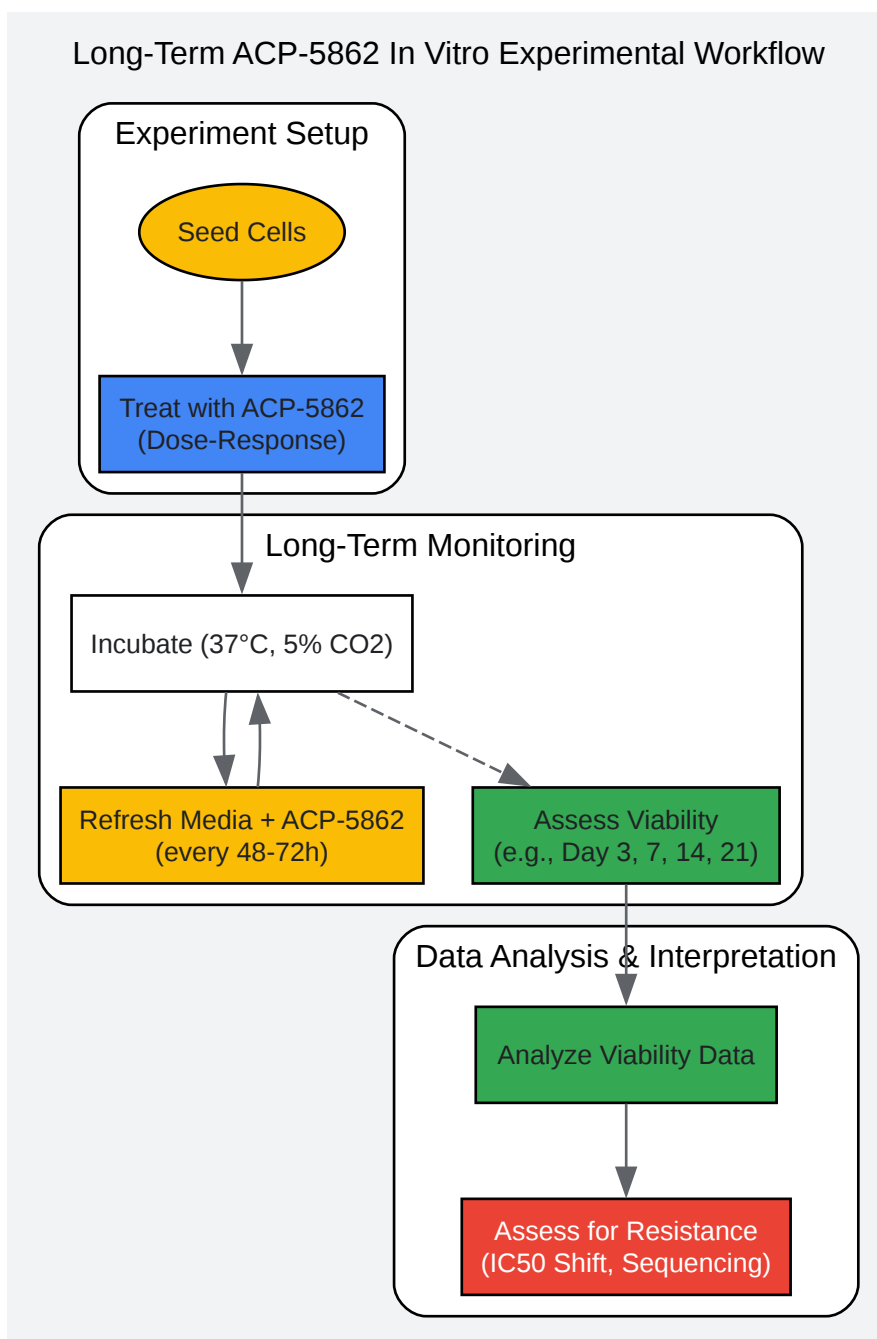 Long-Term ACP-5862 In Vitro Experimental Workflow
Experiment Setup
Seed Cells
Treat with ACP-5862
(Dose-Response)
Long-Term Monitoring
Incubate (37°C, 5% CO2)
Refresh Media + ACP-5862
(every 48-72h)
Assess Viability
(e.g., Day 3, 7, 14, 21)
Data Analysis & Interpretation
Analyze Viability Data
Assess for Resistance
(IC50 Shift, Sequencing)